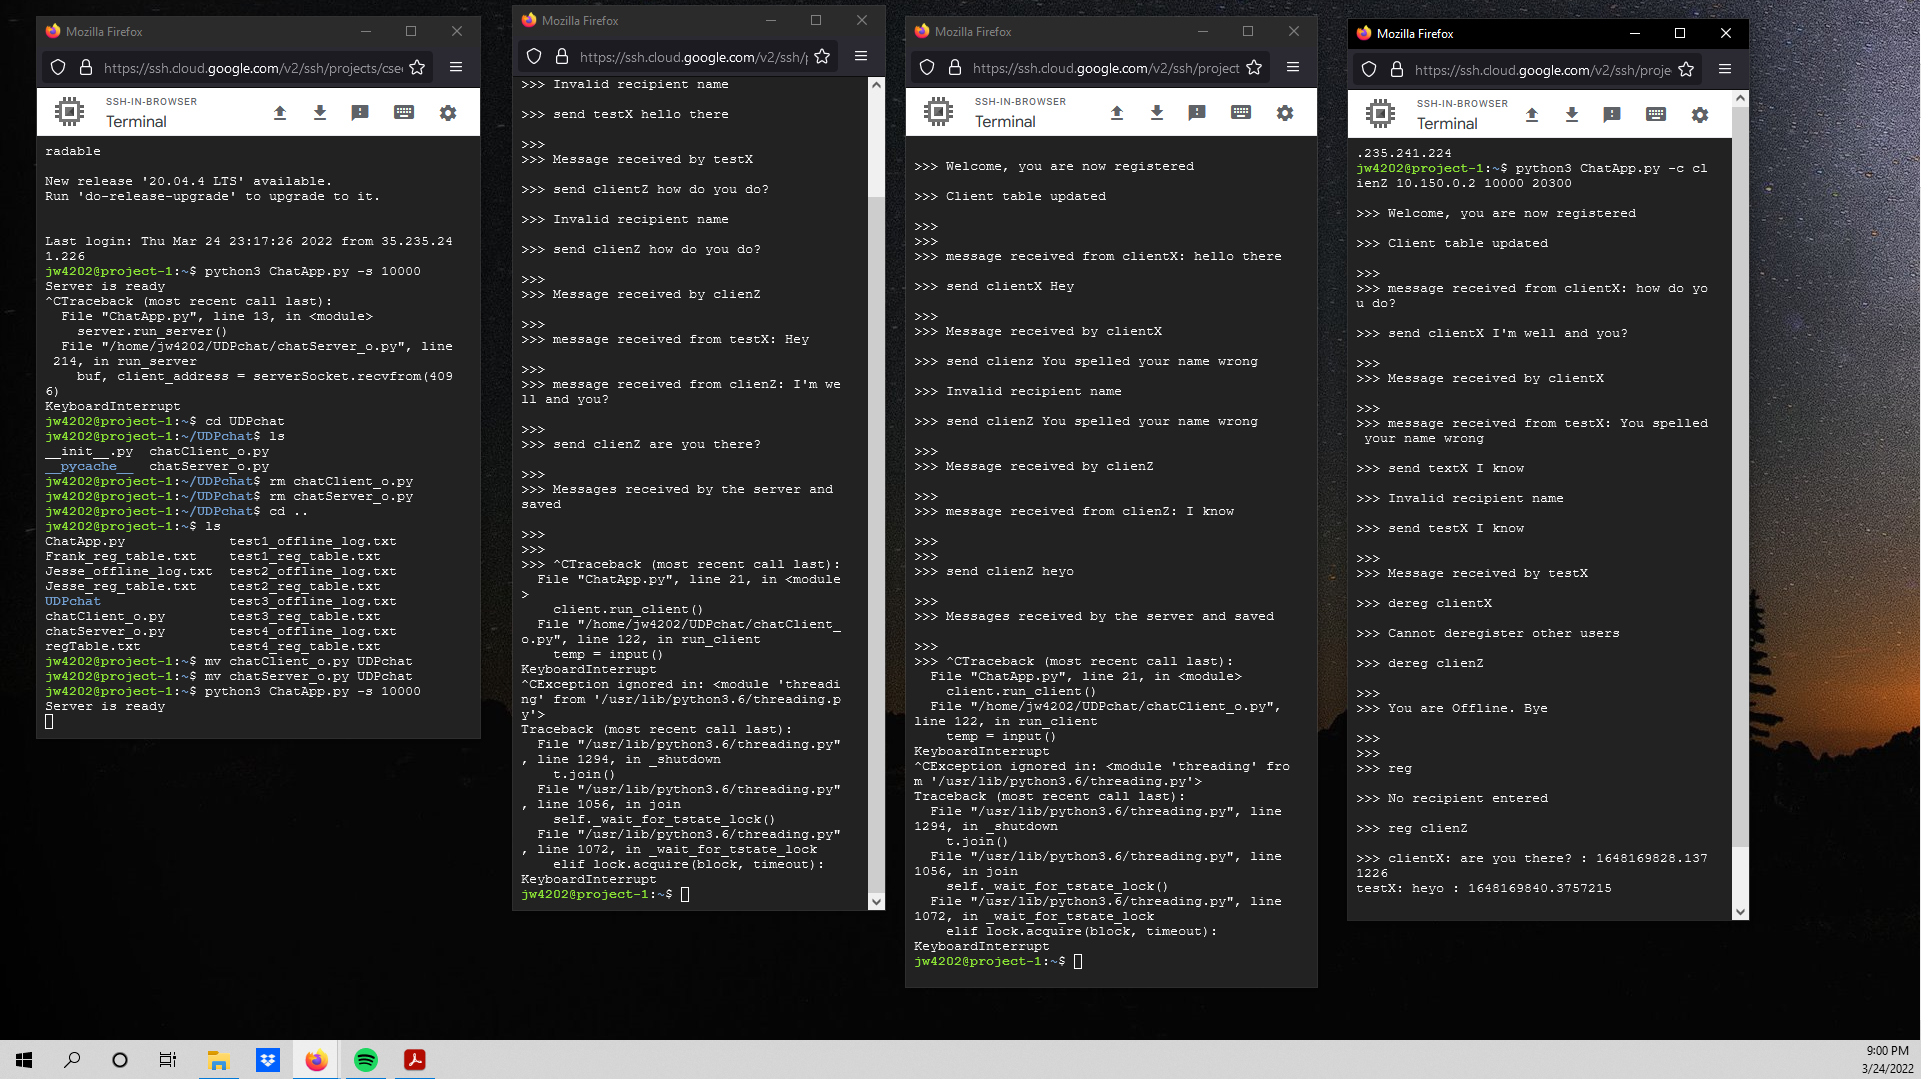 Mozilla Firefox
https://ssh.cloud.google.com/v2/ssh/projects/cse
SSH-IN-BROWSER
Terminal
radable
New release '20.04.4 LTS' available.
Run 'do-release-upgrade' to upgrade to it.
Last login: Thu Mar 24 23:17:26 2022 from 35.235.24
1.226
jw4202@project-1:~$ python3 ChatApp.py -s 10000
Server is ready
^CTraceback (most recent call last):
  File "ChatApp.py", line 13, in <module>
    server.run_server()
  File "/home/jw4202/UDPchat/chatServer_o.py", line
 214, in run_server
    buf, client_address = serverSocket.recvfrom(409
6)
KeyboardInterrupt
jw4202@project-1:~$ cd UDPchat
jw4202@project-1:~/UDPchat$ ls
__init__.py  chatClient_o.py
__pycache__  chatServer_o.py
jw4202@project-1:~/UDPchat$ rm chatClient_o.py
jw4202@project-1:~/UDPchat$ rm chatServer_o.py
jw4202@project-1:~/UDPchat$ cd ..
jw4202@project-1:~$ ls
ChatApp.py             test1_offline_log.txt
Frank_reg_table.txt    test1_reg_table.txt
Jesse_offline_log.txt  test2_offline_log.txt
Jesse_reg_table.txt    test2_reg_table.txt
UDPchat                test3_offline_log.txt
chatClient_o.py        test3_reg_table.txt
chatServer_o.py        test4_offline_log.txt
regTable.txt           test4_reg_table.txt
jw4202@project-1:~$ mv chatClient_o.py UDPchat
jw4202@project-1:~$ mv chatServer_o.py UDPchat
jw4202@project-1:~$ python3 ChatApp.py -s 10000
Server is ready
Mozilla Firefox
https://ssh.cloud.google.com/v2/ssh/
>>> Invalid recipient name
>>> send testX hello there
>>>
>>> Message received by testX
>>> send clientZ how do you do?
>>> Invalid recipient name
>>> send clienZ how do you do?
>>>
>>> Message received by clienZ
>>>
>>> message received from testX: Hey
>>>
>>> message received from clienZ: I'm we
ll and you?
>>>
>>> send clienZ are you there?
>>>
>>> Messages received by the server and
saved
>>>
>>>
>>> ^CTraceback (most recent call last):
  File "ChatApp.py", line 21, in <module
>
    client.run_client()
  File "/home/jw4202/UDPchat/chatClient_
o.py", line 122, in run_client
    temp = input()
KeyboardInterrupt
^CException ignored in: <module 'threadi
ng' from '/usr/lib/python3.6/threading.p
y'>
Traceback (most recent call last):
  File "/usr/lib/python3.6/threading.py"
, line 1294, in _shutdown
    t.join()
  File "/usr/lib/python3.6/threading.py"
, line 1056, in join
    self._wait_for_tstate_lock()
  File "/usr/lib/python3.6/threading.py"
, line 1072, in _wait_for_tstate_lock
    elif lock.acquire(block, timeout):
KeyboardInterrupt
jw4202@project-1:~$
Mozilla Firefox
https://ssh.cloud.google.com/v2/ssh/project
SSH-IN-BROWSER
Terminal
>>> Welcome, you are now registered
>>> Client table updated
>>>
>>>
>>> message received from clientX: hello there
>>> send clientX Hey
>>>
>>> Message received by clientX
>>> send clienz You spelled your name wrong
>>> Invalid recipient name
>>> send clienZ You spelled your name wrong
>>>
>>> Message received by clienZ
>>>
>>> message received from clienZ: I know
>>>
>>>
>>> send clienZ heyo
>>>
>>> Messages received by the server and saved
>>>
>>> ^CTraceback (most recent call last):
  File "ChatApp.py", line 21, in <module>
    client.run_client()
  File "/home/jw4202/UDPchat/chatClient_o.py",
line 122, in run_client
    temp = input()
KeyboardInterrupt
^CException ignored in: <module 'threading' fro
m '/usr/lib/python3.6/threading.py'>
Traceback (most recent call last):
  File "/usr/lib/python3.6/threading.py", line
1294, in _shutdown
    t.join()
  File "/usr/lib/python3.6/threading.py", line
1056, in join
    self._wait_for_tstate_lock()
  File "/usr/lib/python3.6/threading.py", line
1072, in _wait_for_tstate_lock
    elif lock.acquire(block, timeout):
KeyboardInterrupt
jw4202@project-1:~$
Mozilla Firefox
https://ssh.cloud.google.com/v2/ssh/proje
SSH-IN-BROWSER
Terminal
.235.241.224
jw4202@project-1:~$ python3 ChatApp.py -c cl
ienZ 10.150.0.2 10000 20300
>>> Welcome, you are now registered
>>> Client table updated
>>>
>>> message received from clientX: how do yo
u do?
>>> send clientX I'm well and you?
>>>
>>> Message received by clientX
>>>
>>> message received from testX: You spelled
 your name wrong
>>> send textX I know
>>> Invalid recipient name
>>> send testX I know
>>>
>>> Message received by testX
>>> dereg clientX
>>> Cannot deregister other users
>>> dereg clienZ
>>>
>>> You are Offline. Bye
>>>
>>>
>>> reg
>>> No recipient entered
>>> reg clienZ
>>> clientX: are you there? : 1648169828.137
1226
testX: heyo : 1648169840.3757215
9:00 PM
3/24/2022